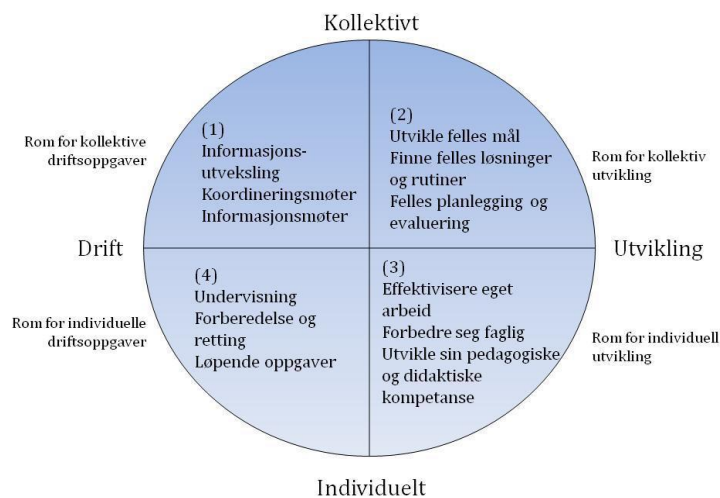 Kollektivt
Rom for kollektive
driftsoppgaver
(1)
Informasjons-
utveksling
Koordineringsmøter
Informasjonsmøter
(2)
Utvikle felles mål
Finne felles løsninger
og rutiner
Felles planlegging og
evaluering
Rom for kollektiv
utvikling
Drift
Utvikling
Rom for individuelle
driftsoppgaver
(4)
Undervisning
Forberedelse og
retting
Løpende oppgaver
(3)
Effektivisere eget
arbeid
Forbedre seg faglig
Utvikle sin pedagogiske
og didaktiske
kompetanse
Rom for individuell
utvikling
Individuelt